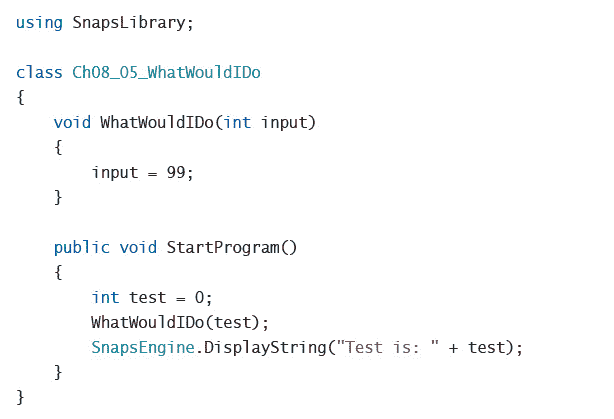 using SnapsLibrary;
class Ch08_05_WhatWouldIDo
{
void WhatWouldIDo(int input)
{
input = 99;
}
public void StartProgram()
{
int test = 0;
WhatWouldIDo(test);
SnapsEngine.DisplayString("Test is: " + test);
}
}